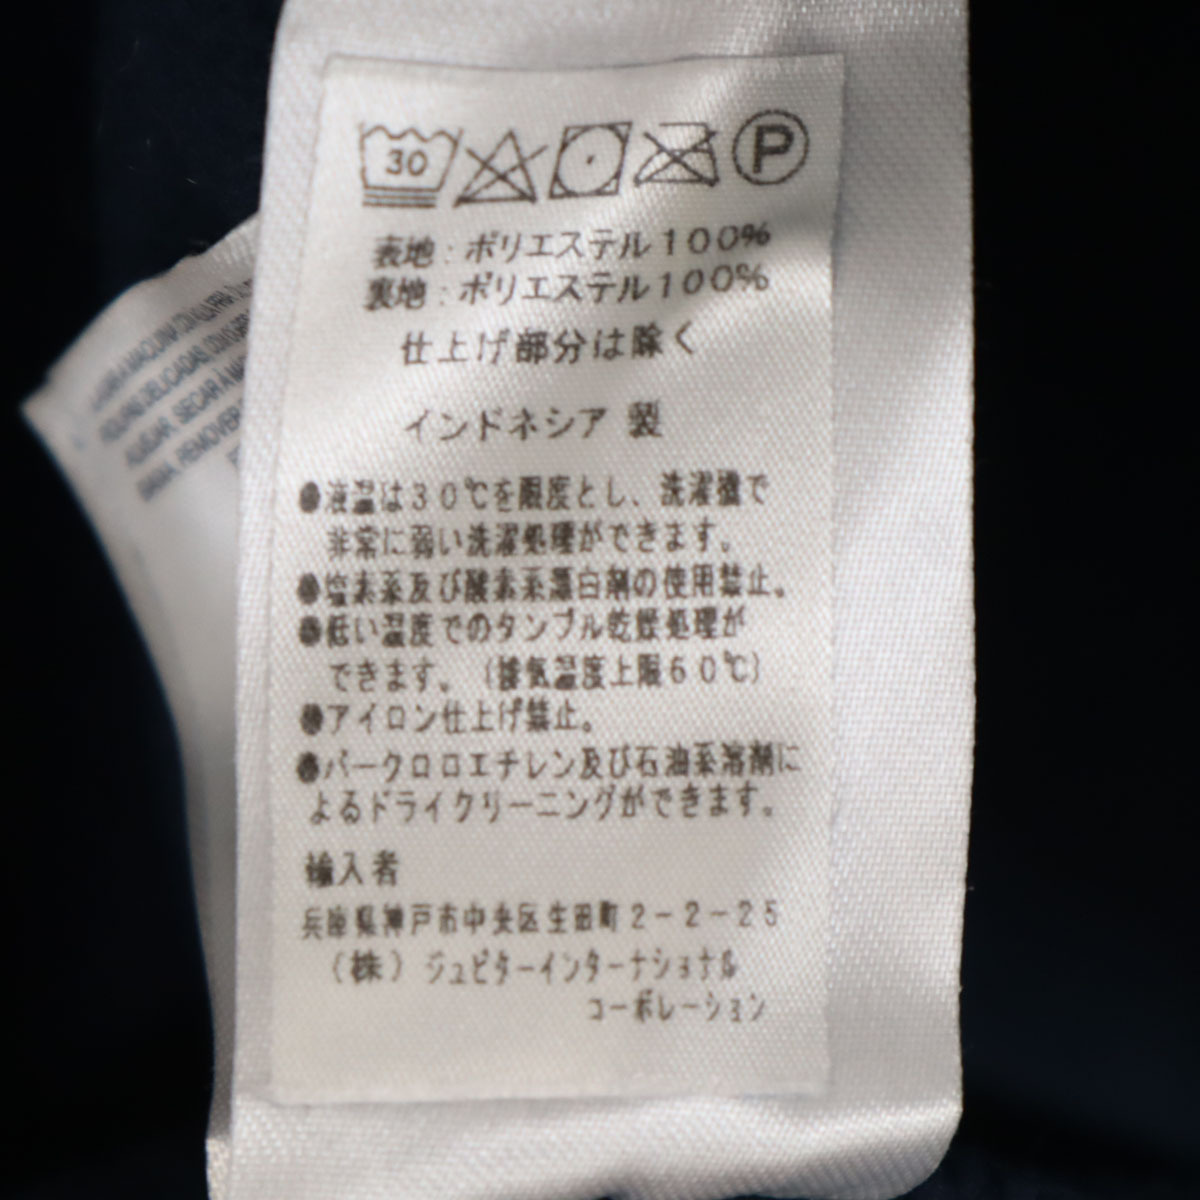 30 P
表地：ポリエステル１００％
裏地：ポリエステル１００％
仕上げ部分は除く
インドネシア 製
●液温は３０℃を限度とし、洗濯機で
非常に弱い洗濯処理ができます。
●塩素系及び酸素系漂白剤の使用禁止。
●低い温度でのタンブル乾燥処理が
できます。（排気温度上限６０℃）
●アイロン仕上げ禁止。
●パークロロエチレン及び石油系溶剤に
よるドライクリーニングができます。
輸入者
兵庫県神戸市中央区生田町２－２－２５
（株）ジュピターインターナショナル
コーポレーション
A MAQUINA
DELICADAS,
SECAR A
REMOVER